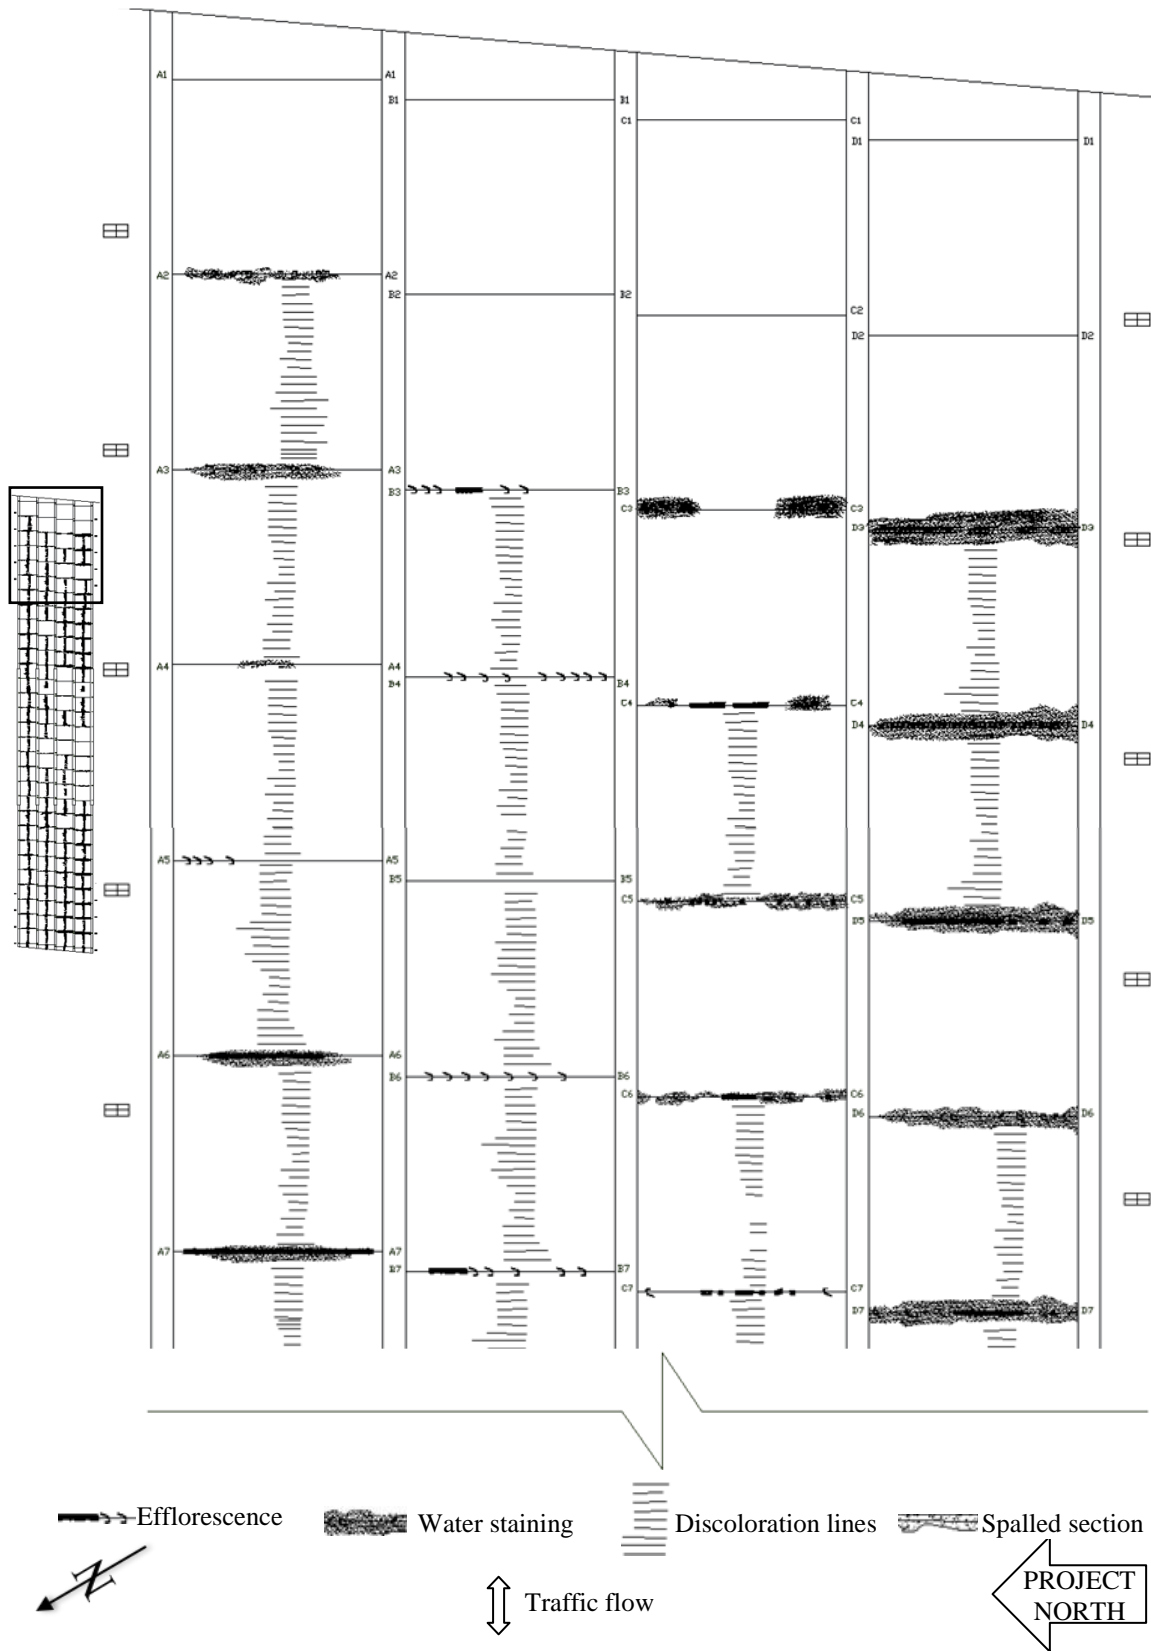 A1 A1
B1 B1
C1 C1
D1 D1
A2 A2
B2 B2
C2
D2 D2
A3 A3
B3 B3
C3 C3
D3 D3
A4 A4
B4 B4
C4 C4
D4 D4
A5 A5
B5 B5
C5 C5
D5 D5
A6 A6
B6 B6
C6 C6
D6 D6
A7 A7
B7 B7
C7 C7
D7 D7
Efflorescence Water staining Discoloration lines Spalled section
N
Traffic flow
PROJECT
NORTH